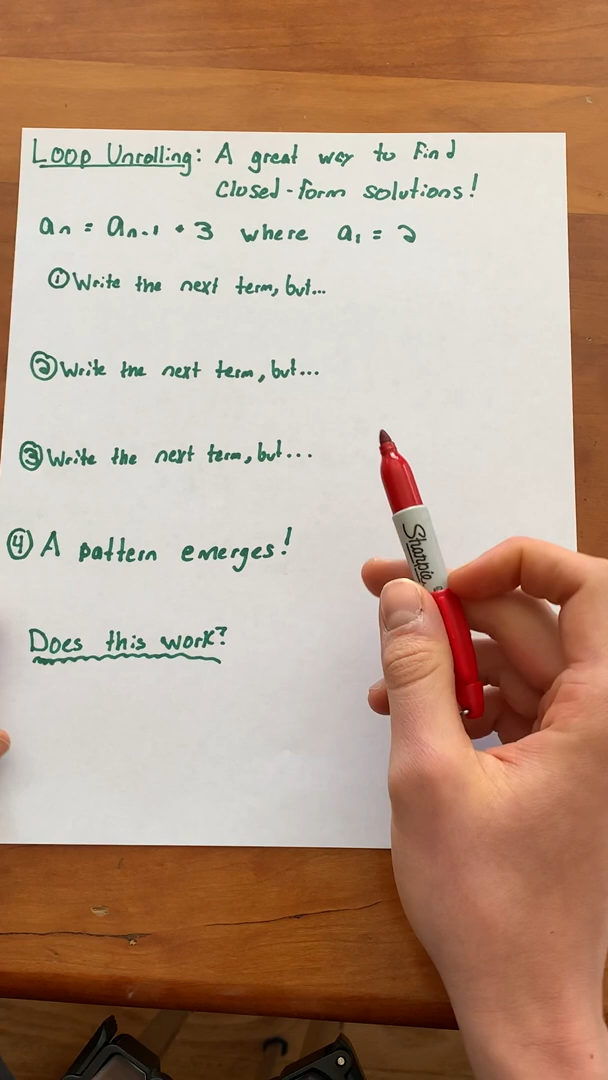 Loop Unrolling: A great way to find
closed-form solutions!
aₙ = aₙ₋₁ + 3 where a₁ = 2
① Write the next term, but...
② Write the next term, but...
③ Write the next term, but...
④ A pattern emerges!
Sharpie
Does this work?